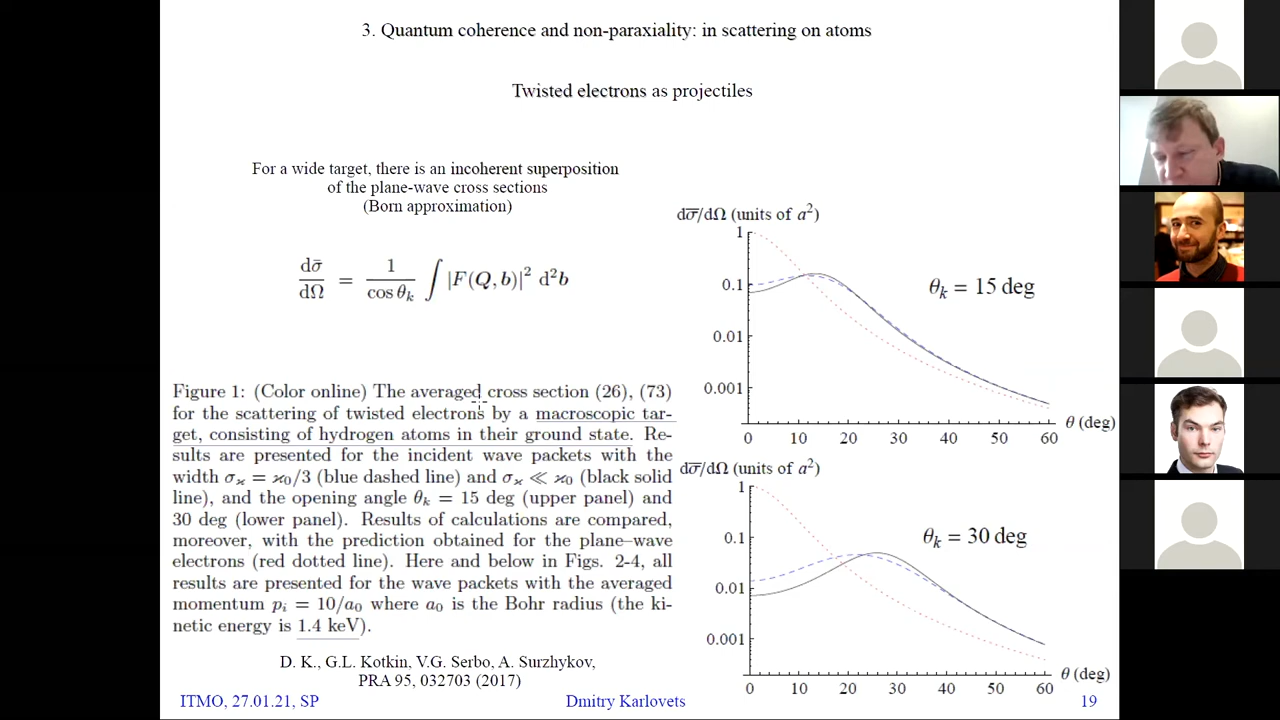 3. Quantum coherence and non-paraxiality: in scattering on atoms
Twisted electrons as projectiles
For a wide target, there is an incoherent superposition
of the plane-wave cross sections
(Born approximation)
dσ̄/dΩ = 1/cos θₖ ∫ |F(Q, b)|² d²b
Figure 1: (Color online) The averaged cross section (26), (73)
for the scattering of twisted electrons by a macroscopic tar-
get, consisting of hydrogen atoms in their ground state. Re-
sults are presented for the incident wave packets with the
width σϰ = ϰ₀/3 (blue dashed line) and σϰ ≪ ϰ₀ (black solid
line), and the opening angle θₖ = 15 deg (upper panel) and
30 deg (lower panel). Results of calculations are compared,
moreover, with the prediction obtained for the plane–wave
electrons (red dotted line). Here and below in Figs. 2-4, all
results are presented for the wave packets with the averaged
momentum pᵢ = 10/a₀ where a₀ is the Bohr radius (the ki-
netic energy is 1.4 keV).
D. K., G.L. Kotkin, V.G. Serbo, A. Surzhykov,
PRA 95, 032703 (2017)
dσ̄/dΩ (units of a²)
1
0.1
0.01
0.001
θₖ = 15 deg
0 10 20 30 40 50 60
θ (deg)
dσ̄/dΩ (units of a²)
1
0.1
0.01
0.001
θₖ = 30 deg
0 10 20 30 40 50 60
θ (deg)
ITMO, 27.01.21, SP
Dmitry Karlovets
19